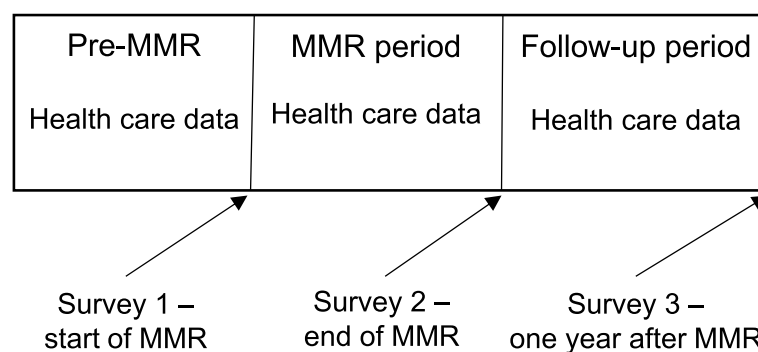 Pre-MMR
MMR period
Follow-up period
Health care data
Health care data
Health care data
Survey 1 –
start of MMR
Survey 2 –
end of MMR
Survey 3 –
one year after MMR